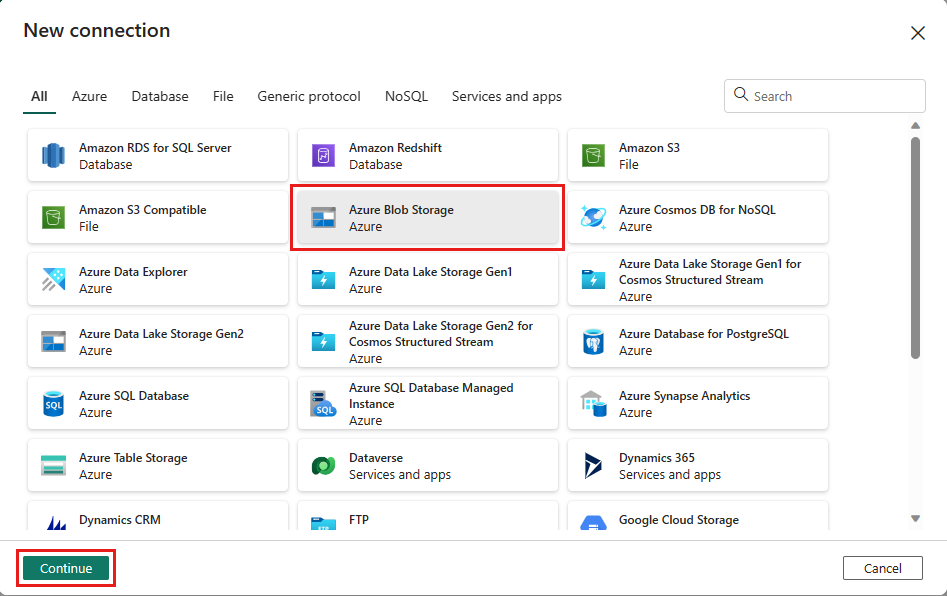 New connection
All
Azure
Database
File
Generic protocol
NoSQL
Services and apps
Search
Amazon RDS for SQL Server
Database
Amazon Redshift
Database
Amazon S3
File
Amazon S3 Compatible
File
Azure Blob Storage
Azure
Azure Cosmos DB for NoSQL
Azure
Azure Data Explorer
Azure
Azure Data Lake Storage Gen1
Azure
Azure Data Lake Storage Gen1 for
Cosmos Structured Stream
Azure
Azure Data Lake Storage Gen2
Azure
Azure Data Lake Storage Gen2 for
Cosmos Structured Stream
Azure
Azure Database for PostgreSQL
Azure
SQL
Azure SQL Database
Azure
SQL
Azure SQL Database Managed
Instance
Azure
Azure Synapse Analytics
Azure
Azure Table Storage
Azure
Dataverse
Services and apps
Dynamics 365
Services and apps
Dynamics CRM
FTP
FTP
Google Cloud Storage
Continue
Cancel